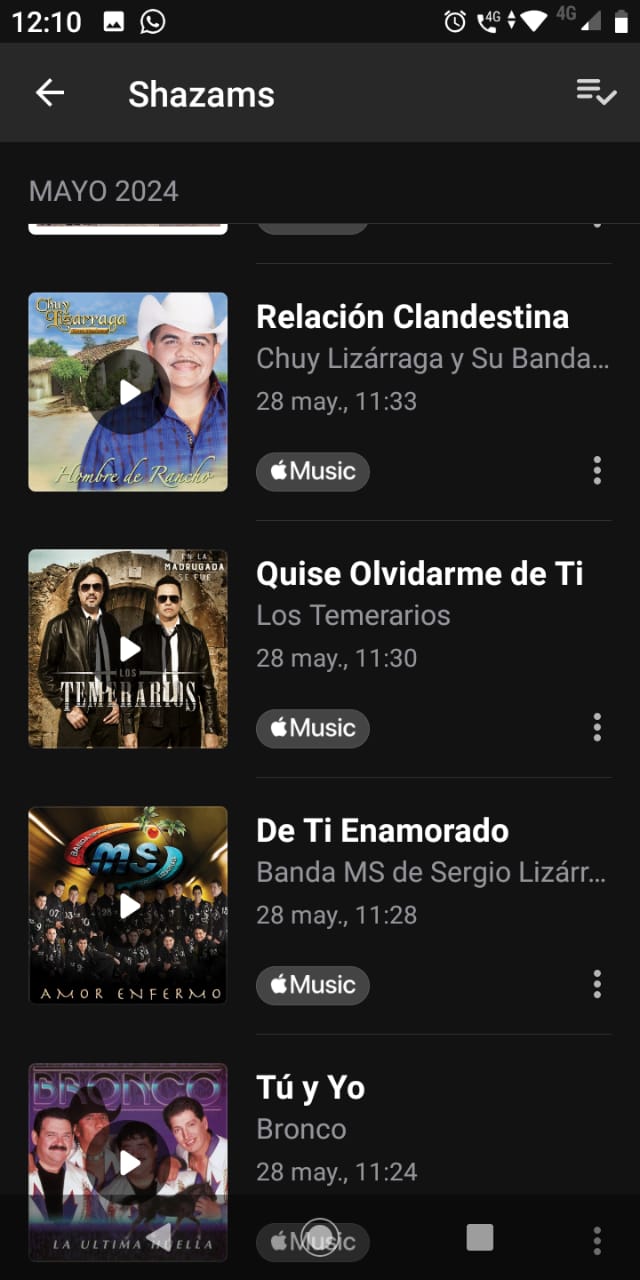 12:10
4G
4G
Shazams
MAYO 2024
Chuy
Lizárraga
Relación Clandestina
Chuy Lizárraga y Su Banda...
28 may., 11:33
Hombre de Rancho
Music
EN LA
MADRUGADA
SE FUE
Quise Olvidarme de Ti
Los Temerarios
28 may., 11:30
LOS
TEMERARIOS
Music
MS
De Ti Enamorado
Banda MS de Sergio Lizárr...
28 may., 11:28
AMOR ENFERMO
Music
BRONCO
Tú y Yo
Bronco
28 may., 11:24
LA ULTIMA HUELLA
Music